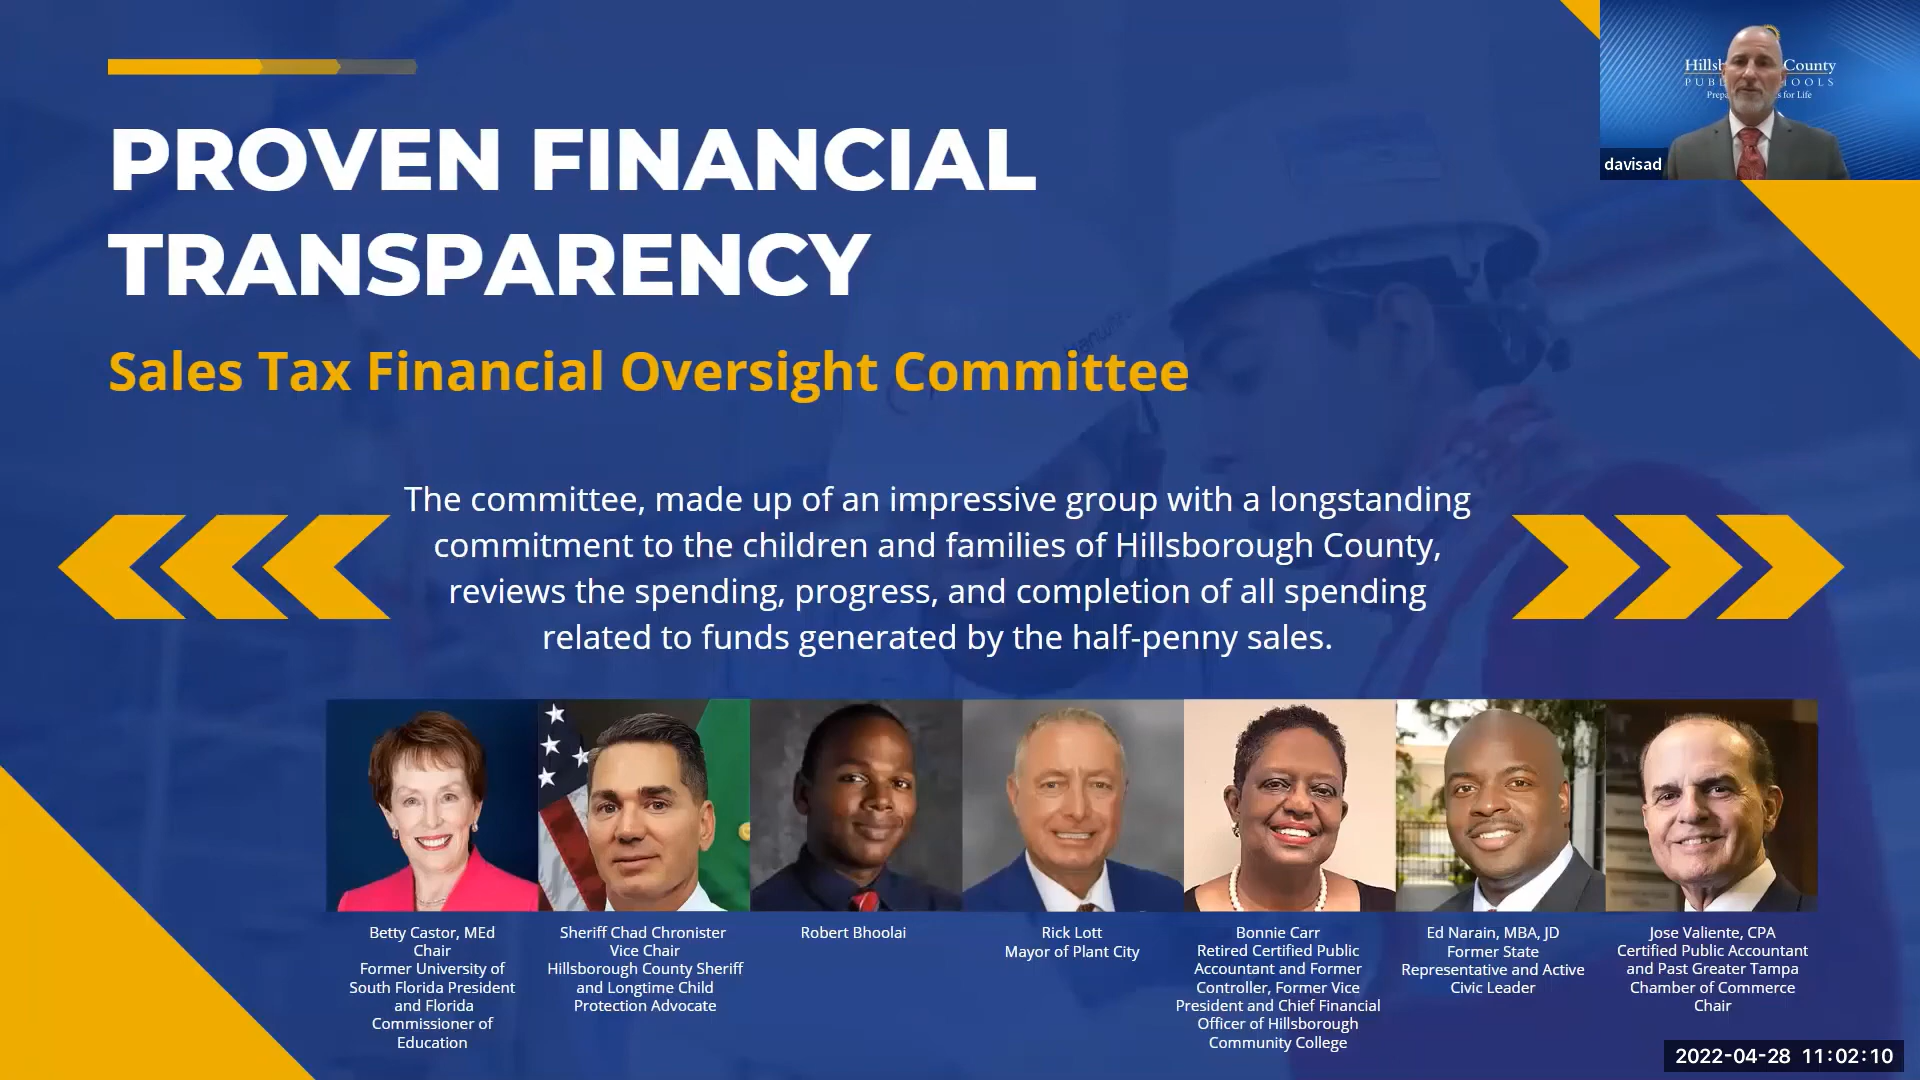 PROVEN FINANCIAL
TRANSPARENCY
Sales Tax Financial Oversight Committee
The committee, made up of an impressive group with a longstanding
commitment to the children and families of Hillsborough County,
reviews the spending, progress, and completion of all spending
related to funds generated by the half-penny sales.
Betty Castor, MEd
Chair
Former University of
South Florida President
and Florida
Commissioner of
Education
Sheriff Chad Chronister
Vice Chair
Hillsborough County Sheriff
and Longtime Child
Protection Advocate
Robert Bhoolai
Rick Lott
Mayor of Plant City
Bonnie Carr
Retired Certified Public
Accountant and Former
Controller, Former Vice
President and Chief Financial
Officer of Hillsborough
Community College
Ed Narain, MBA, JD
Former State
Representative and Active
Civic Leader
Jose Valiente, CPA
Certified Public Accountant
and Past Greater Tampa
Chamber of Commerce
Chair
County
for Life
davisad
2022-04-28 11:02:10